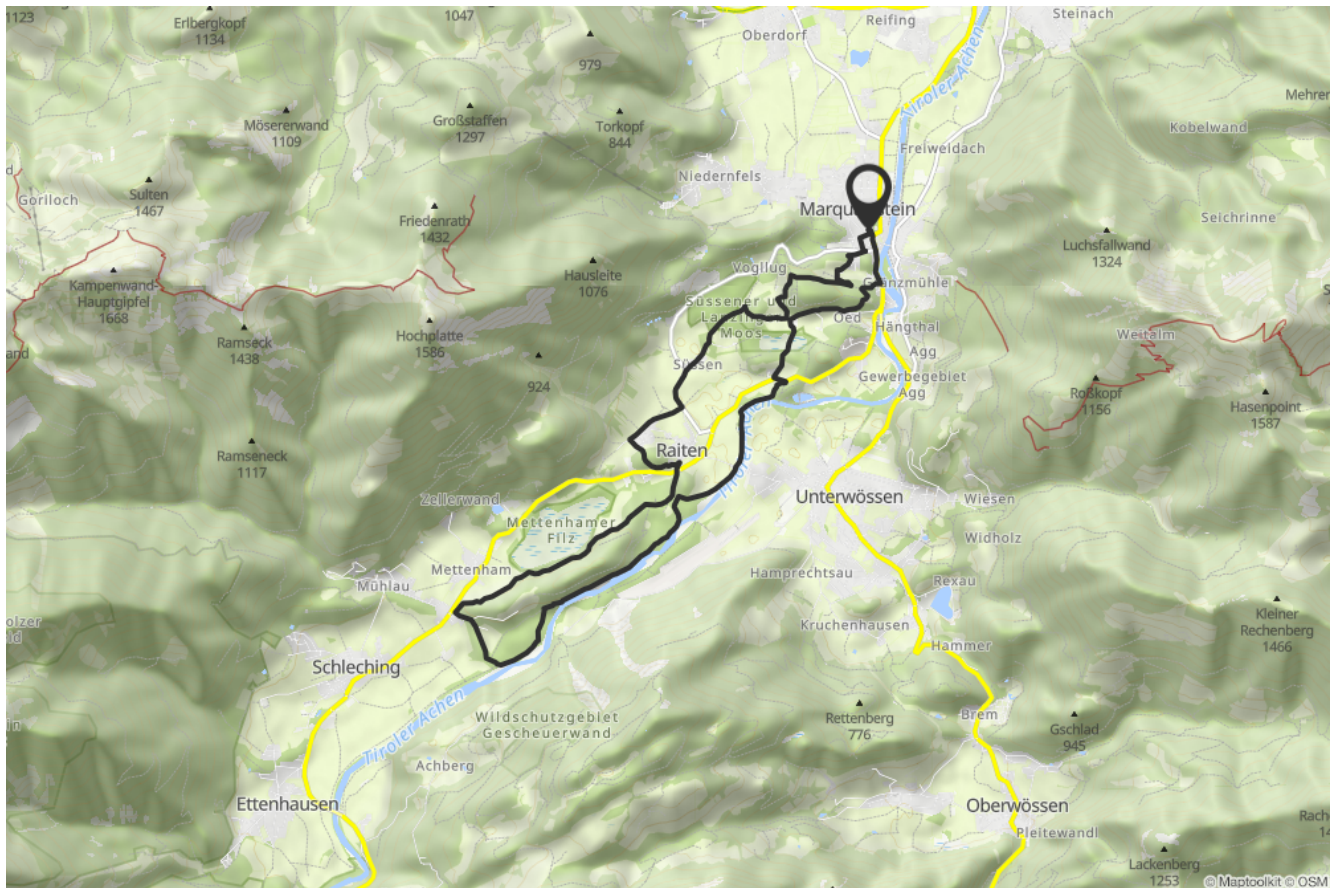 1123
Erlbergkopf
1134
1047
979
Oberdorf
Reifing
Steinach
Tiroler Achen
Mösererwand
1109
Großstaffen
1297
Torkopf
844
Kobelwand
Freiweldach
Niedernfels
Sulten
1467
Goriloch
Friedenrath
1432
Seichrinne
Luchsfallwand
1324
Hausleite
1076
Vogllug
Kampenwand-
Hauptgipfel
1668
Süssener und
Moos
Oed
Hängthal
Ramseck
1438
Hochplatte
1586
Weitalm
Agg
Süssen
924
Gewerbegebiet
Agg
Roßkopf
1156
Hasenpoint
1587
Tiroler Achen
Ramseneck
1117
Raiten
Zellerwand
Unterwössen
Wiesen
Mettenhamer
Filz
Widholz
Mettenham
Mühlau
Hamprechtsau
Rexau
Kruchenhausen
Kleiner
Rechenberg
1466
Hammer
Schleching
Tiroler Achen
Wildschutzgebiet
Gescheuerwand
Rettenberg
776
Brem
Gschlad
945
Achberg
Ettenhausen
Oberwössen
Pleitewandl
Lackenberg
1253
© Maptoolkit © OSM